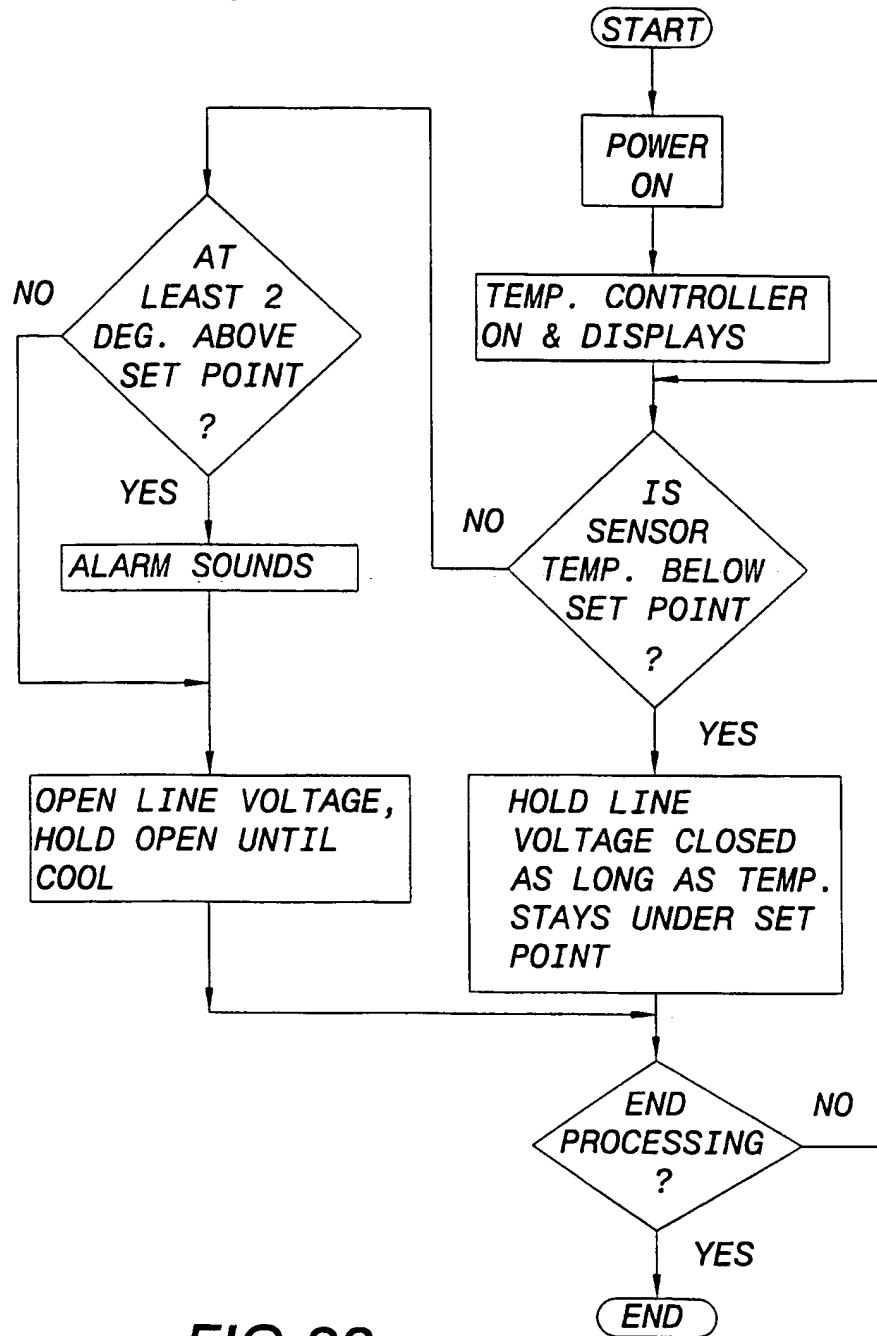 START
POWER
ON
TEMP. CONTROLLER
ON & DISPLAYS
IS
SENSOR
TEMP. BELOW
SET POINT
?
NO
YES
AT
LEAST 2
DEG. ABOVE
SET POINT
?
NO
YES
ALARM SOUNDS
OPEN LINE VOLTAGE,
HOLD OPEN UNTIL
COOL
HOLD LINE
VOLTAGE CLOSED
AS LONG AS TEMP.
STAYS UNDER SET
POINT
END
PROCESSING
?
NO
YES
END